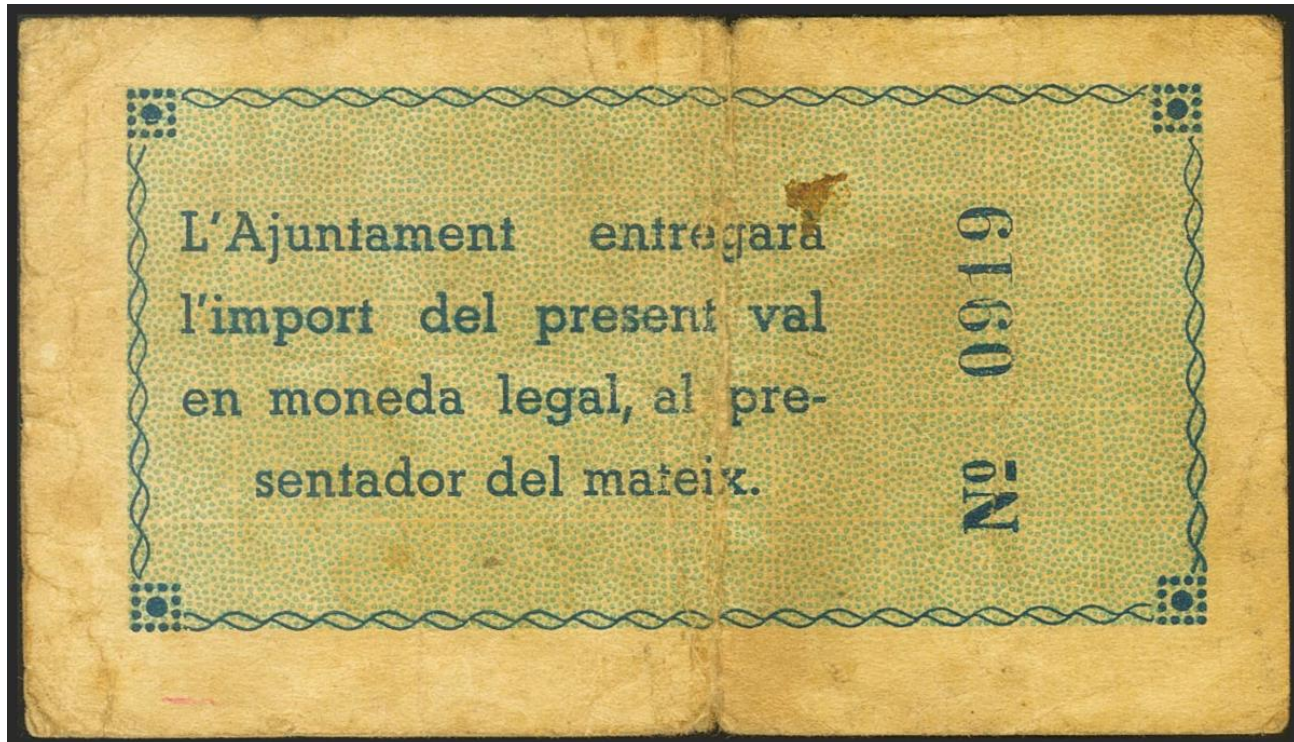 L'Ajuntament entregarà
l'import del present val
en moneda legal, al pre-
sentador del mateix.
Nº 0919